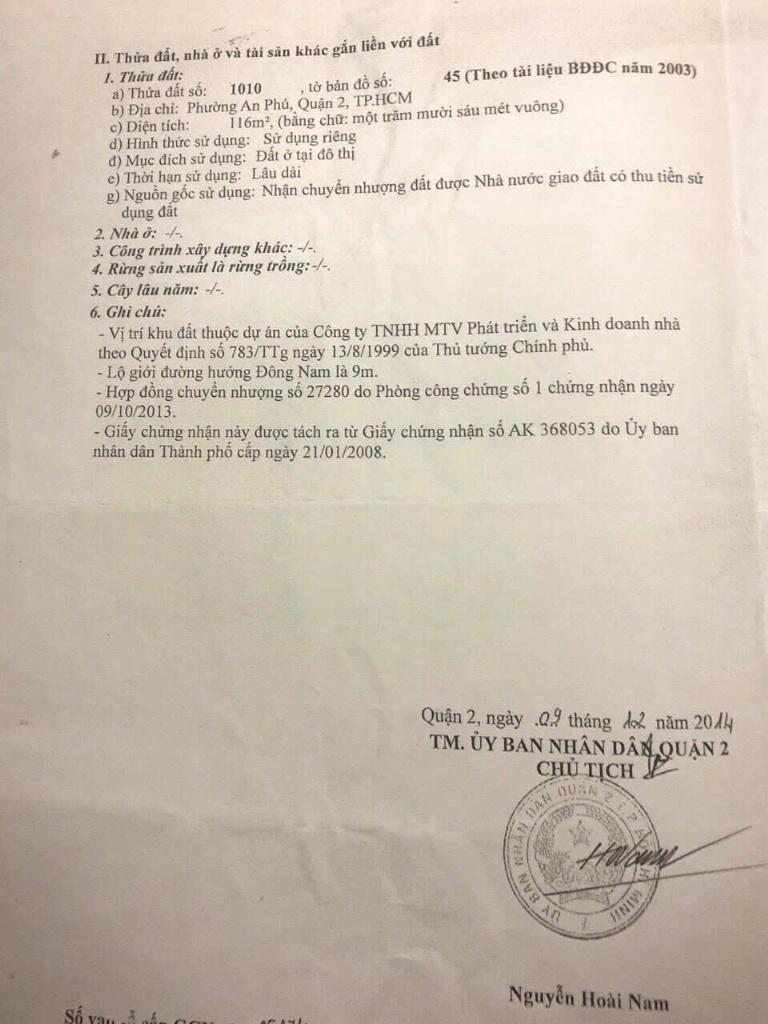 II. Thửa đất, nhà ở và tài sản khác gắn liền với đất
1. Thửa đất:
a) Thửa đất số: 1010 , tờ bản đồ số: 45 (Theo tài liệu BĐĐC năm 2003)
b) Địa chỉ: Phường An Phú, Quận 2, TP.HCM
c) Diện tích: 116m², (bằng chữ: một trăm mười sáu mét vuông)
d) Hình thức sử dụng: Sử dụng riêng
đ) Mục đích sử dụng: Đất ở tại đô thị
e) Thời hạn sử dụng: Lâu dài
g) Nguồn gốc sử dụng: Nhận chuyển nhượng đất được Nhà nước giao đất có thu tiền sử
dụng đất
2. Nhà ở: -/-.
3. Công trình xây dựng khác: -/-.
4. Rừng sản xuất là rừng trồng:-/-.
5. Cây lâu năm: -/-.
6. Ghi chú:
- Vị trí khu đất thuộc dự án của Công ty TNHH MTV Phát triển và Kinh doanh nhà
theo Quyết định số 783/TTg ngày 13/8/1999 của Thủ tướng Chính phủ.
- Lộ giới đường hướng Đông Nam là 9m.
- Hợp đồng chuyển nhượng số 27280 do Phòng công chứng số 1 chứng nhận ngày
09/10/2013.
- Giấy chứng nhận này được tách ra từ Giấy chứng nhận số AK 368053 do Ủy ban
nhân dân Thành phố cấp ngày 21/01/2008.
Quận 2, ngày 09 tháng 12 năm 2014
TM. ỦY BAN NHÂN DÂN QUẬN 2
CHỦ TỊCH
ỦY BAN NHÂN DÂN QUẬN 2 T.P MINH
Nguyễn Hoài Nam
Số